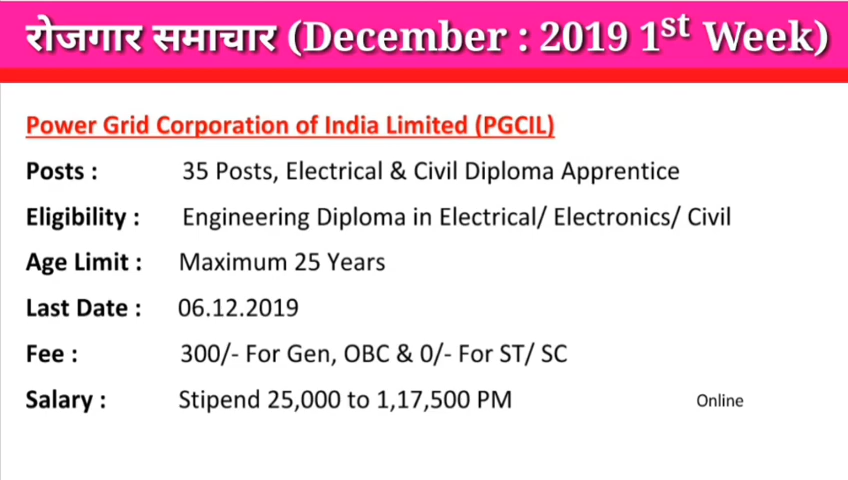 रोजगार समाचार (December : 2019 1st Week)
Power Grid Corporation of India Limited (PGCIL)
Posts : 35 Posts, Electrical & Civil Diploma Apprentice
Eligibility : Engineering Diploma in Electrical/ Electronics/ Civil
Age Limit : Maximum 25 Years
Last Date : 06.12.2019
Fee : 300/- For Gen, OBC & 0/- For ST/ SC
Salary : Stipend 25,000 to 1,17,500 PM Online